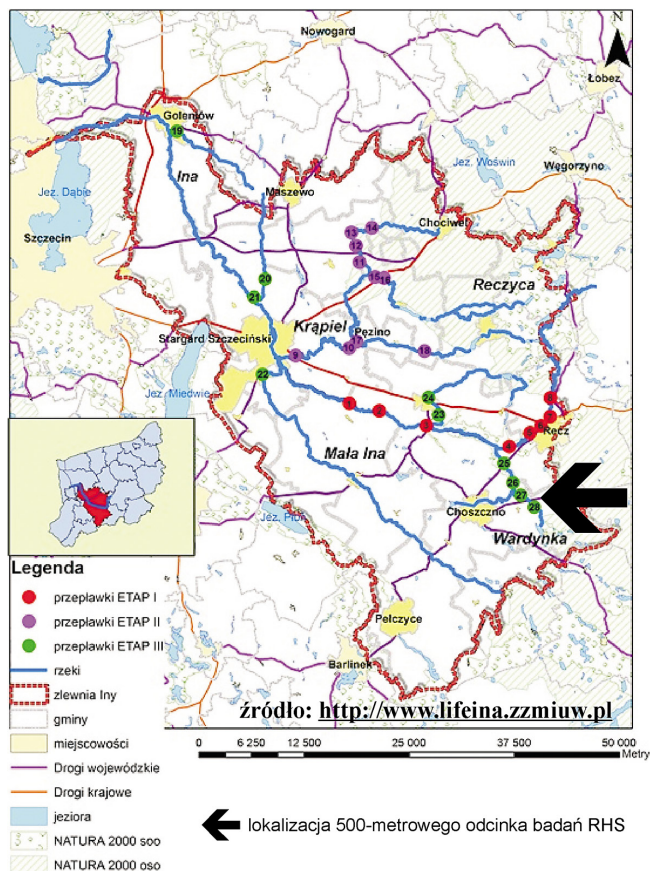 N
Nowogard
Łobez
Goleniów
19
Ina
Jez. Woświn
Węgorzyno
Jez. Dąbie
Maszewo
Chociwel
14
13
Szczecin
12
11
15
16
Reczyca
20
21
Krąpiel
Pęzino
17
10
Stargard Szczeciński
9
18
22
Jez. Miedwie
24
8
1
2
23
7
3
6
5
Recz
4
Mała Ina
25
26
27
Choszczno
28
Jez. Płoń
Wardynka
Pełczyce
Barlinek
Legenda
przepławki ETAP I
przepławki ETAP II
przepławki ETAP III
rzeki
zlewnia Iny
gminy
miejscowości
Drogi wojewódzkie
Drogi krajowe
jeziora
NATURA 2000 soo
NATURA 2000 oso
źródło: http://www.lifeina.zzmiuw.pl
0 6 250 12 500 25 000 37 500 50 000
Metry
lokalizacja 500-metrowego odcinka badań RHS